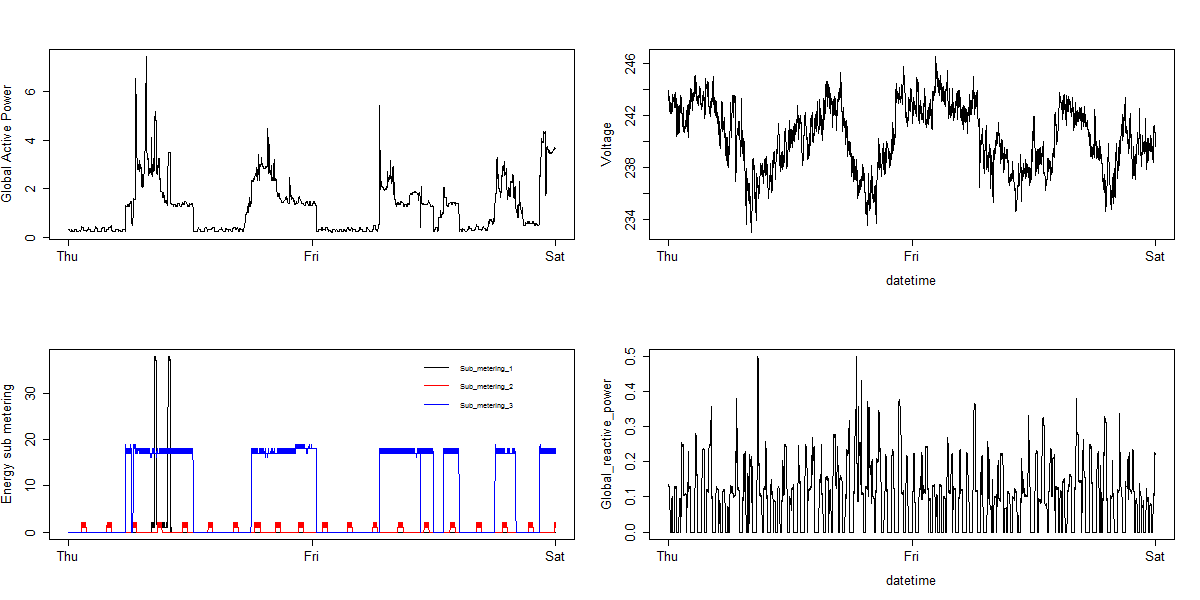 Global Active Power
0 2 4 6
Thu Fri Sat
Voltage
234 238 242 246
Thu Fri Sat
datetime
Energy sub metering
0 10 20 30
Sub_metering_1
Sub_metering_2
Sub_metering_3
Thu Fri Sat
Global_reactive_power
0.0 0.1 0.2 0.3 0.4 0.5
Thu Fri Sat
datetime